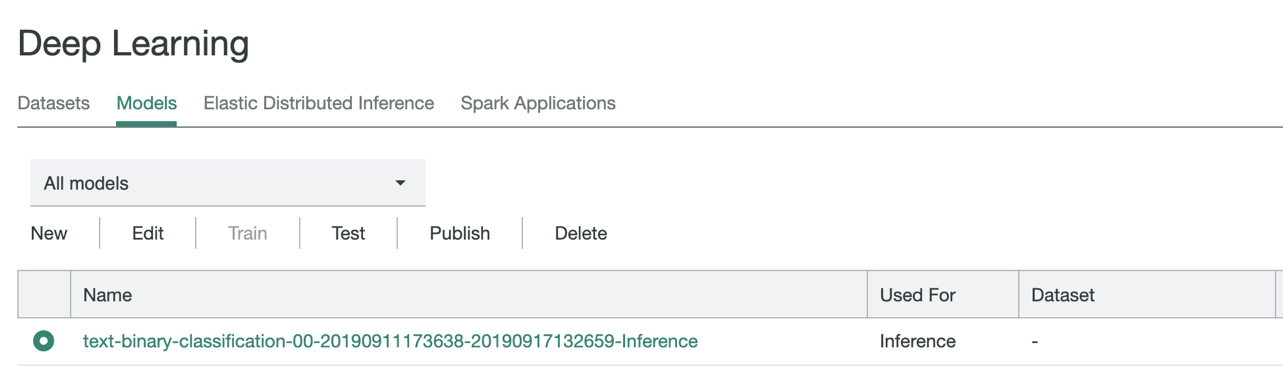 Deep Learning
Datasets Models Elastic Distributed Inference Spark Applications
All models
New Edit Train Test Publish Delete
Name Used For Dataset
text-binary-classification-00-20190911173638-20190917132659-Inference Inference -